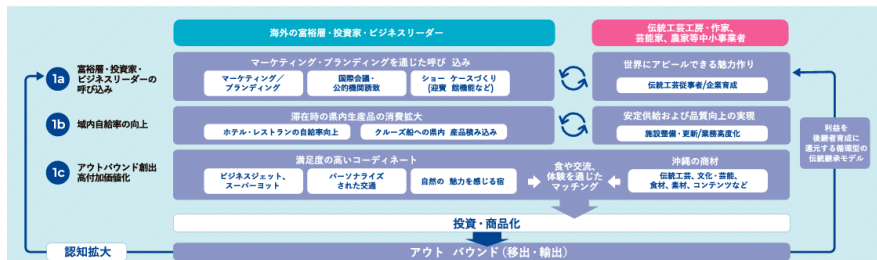 海外の富裕層・投資家・ビジネスリーダー
伝統工芸工房・作家、
芸能家、農家等中小事業者
1a
富裕層・投資家・
ビジネスリーダーの
呼び込み
マーケティング・ブランディングを通じた呼び 込み
マーケティング／
ブランディング
国際会議・
公的機関誘致
ショー ケースづくり
(迎賓 館機能など)
世界にアピールできる魅力作り
伝統工芸従事者/企業育成
1b
域内自給率の向上
滞在時の県内生産品の消費拡大
ホテル・レストランの自給率向上
クルーズ船への県内 産品積み込み
安定供給および品質向上の実現
施設整備・更新/業務高度化
1c
アウトバウンド創出
高付加価値化
満足度の高いコーディネート
ビジネスジェット、
スーパーヨット
パーソナライズ
された交通
自然の 魅力を感じる宿
食や交流、
体験を通じた
マッチング
沖縄の商材
伝統工芸、文化・芸能、
食材、素材、コンテンツなど
利益を
後継者育成に
還元する循環型の
伝統継承モデル
投資・商品化
認知拡大
アウト バウンド（移出・輸出）